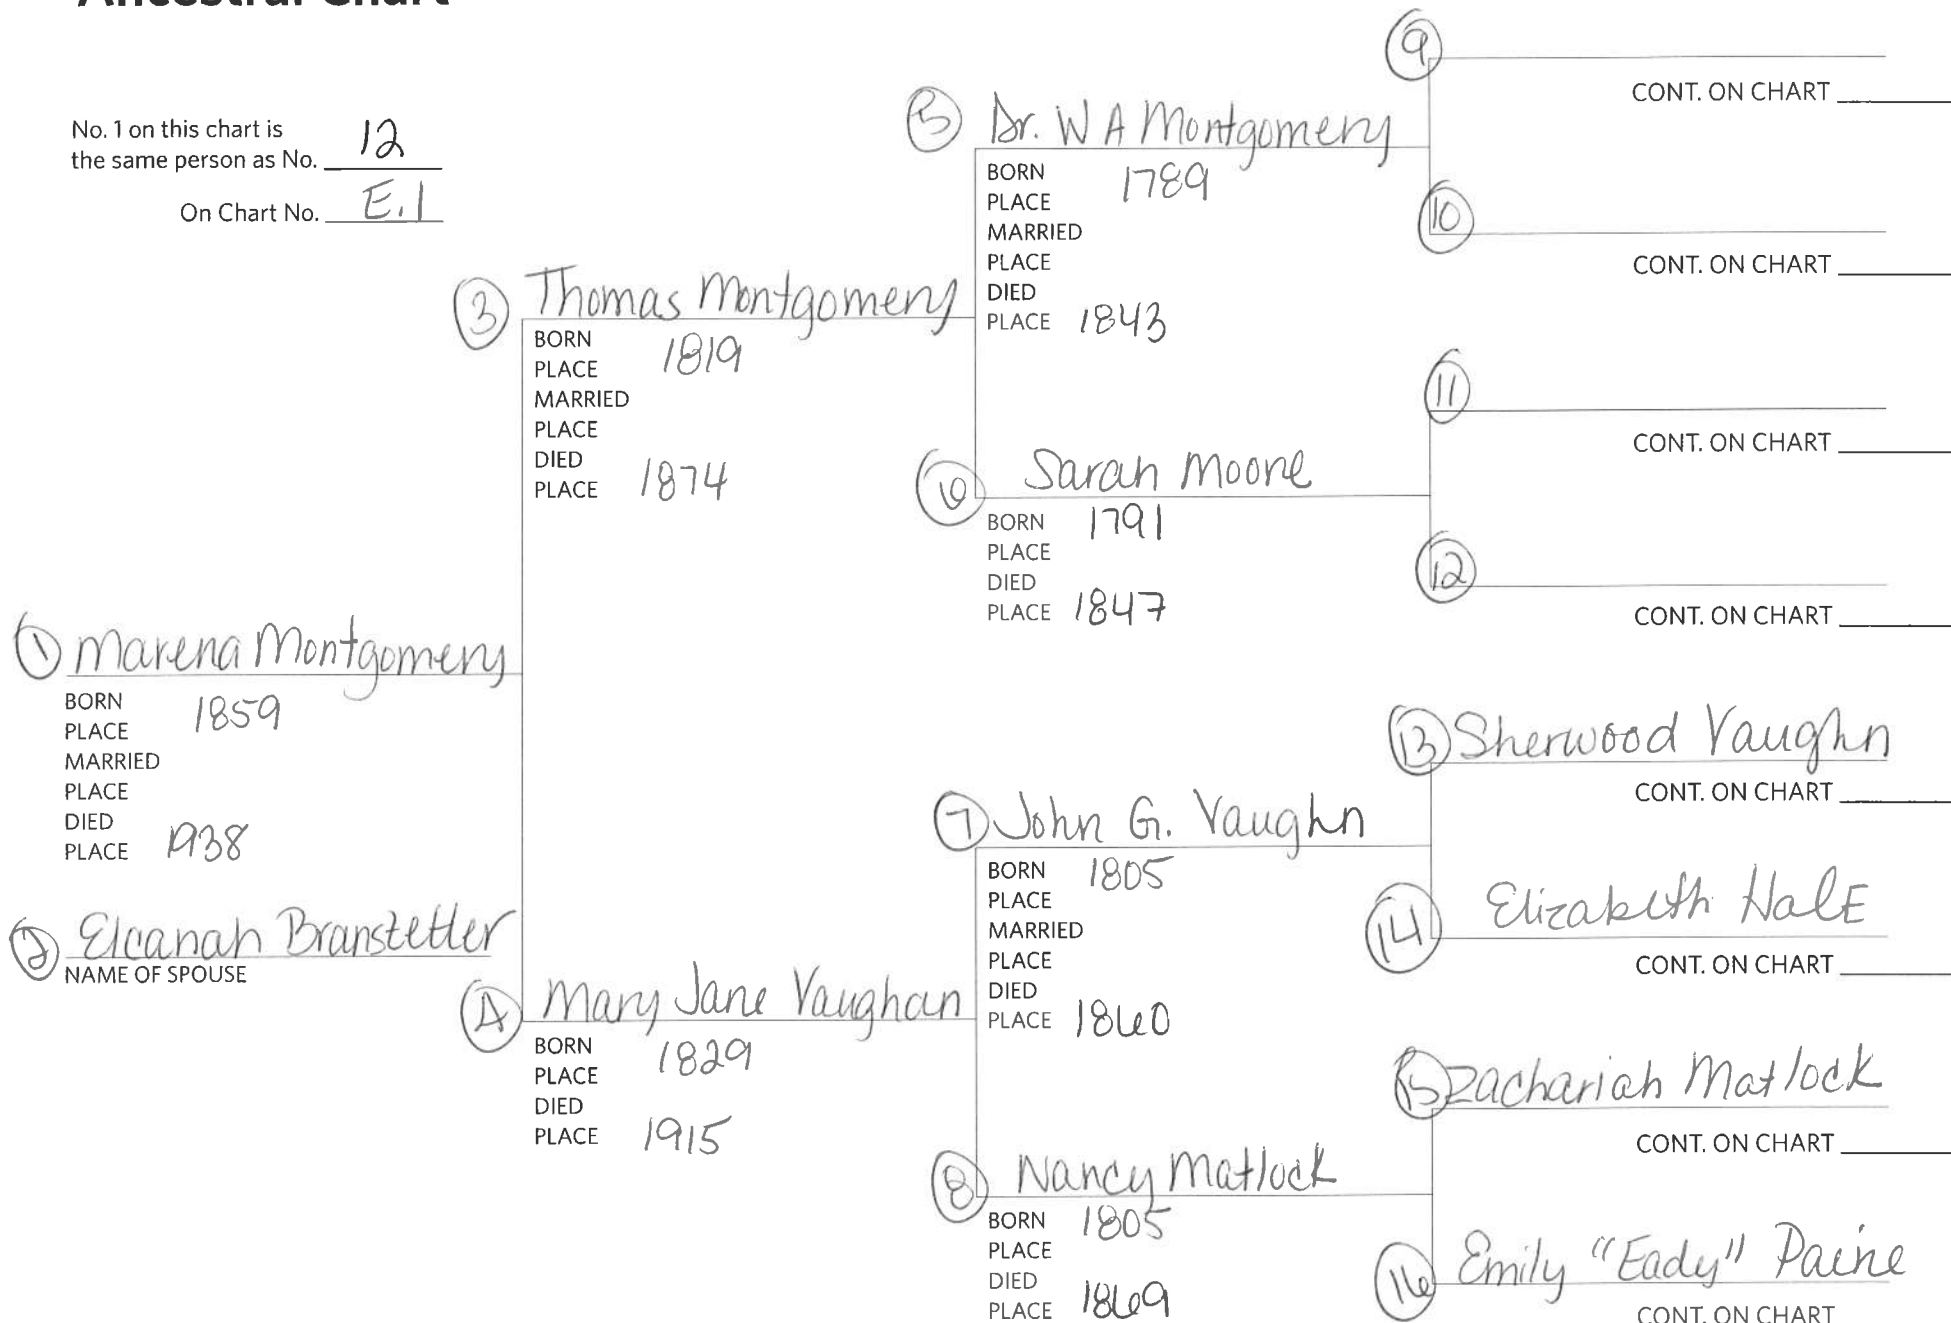 Ancestral Chart
No. 1 on this chart is
the same person as No. 12
On Chart No. E.1
1 Marena Montgomery
BORN
PLACE 1859
MARRIED
PLACE
DIED
PLACE 1938
2 Elcanah Branstetter
NAME OF SPOUSE
3 Thomas Montgomery
BORN
PLACE 1819
MARRIED
PLACE
DIED
PLACE 1874
4 Mary Jane Vaughan
BORN
PLACE 1829
DIED
PLACE 1915
5 Dr. W A Montgomery
BORN
PLACE 1789
MARRIED
PLACE
DIED
PLACE 1843
6 Sarah Moore
BORN 1791
PLACE
DIED
PLACE 1847
7 John G. Vaughn
BORN 1805
PLACE
MARRIED
PLACE
DIED
PLACE 1860
8 Nancy Matlock
BORN 1805
PLACE
DIED
PLACE 1869
9
CONT. ON CHART
10
CONT. ON CHART
11
CONT. ON CHART
12
CONT. ON CHART
13 Sherwood Vaughn
CONT. ON CHART
14 Elizabeth Hale
CONT. ON CHART
15 Zachariah Matlock
CONT. ON CHART
16 Emily "Eady" Paine
CONT. ON CHART